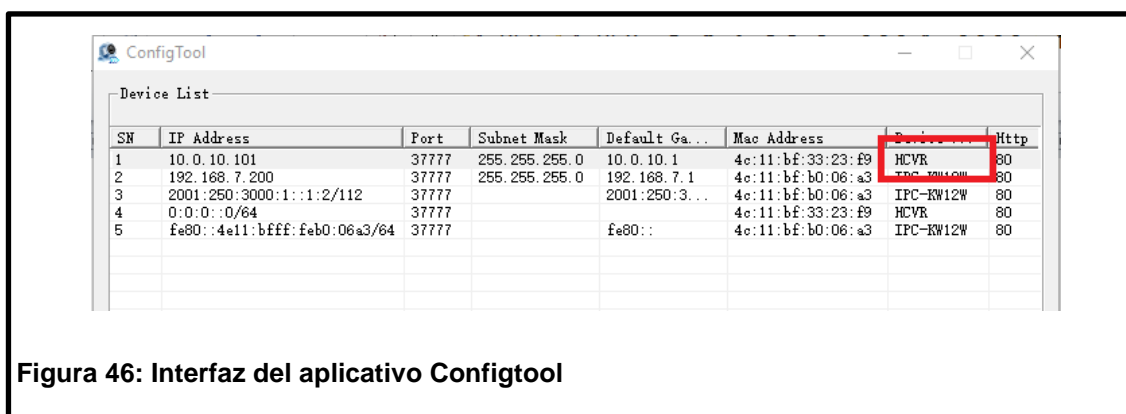 ConfigTool
Device List
SN IP Address Port Subnet Mask Default Ga... Mac Address Http
1 10.0.10.101 37777 255.255.255.0 10.0.10.1 4c:11:bf:33:23:f9 HCVR 80
2 192.168.7.200 37777 255.255.255.0 192.168.7.1 4c:11:bf:b0:06:a3 IPC-KW12W 80
3 2001:250:3000:1::1:2/112 37777 2001:250:3... 4c:11:bf:b0:06:a3 IPC-KW12W 80
4 0:0:0::0/64 37777 4c:11:bf:33:23:f9 HCVR 80
5 fe80::4e11:bfff:feb0:06a3/64 37777 fe80:: 4c:11:bf:b0:06:a3 IPC-KW12W 80
Figura 46: Interfaz del aplicativo Configtool